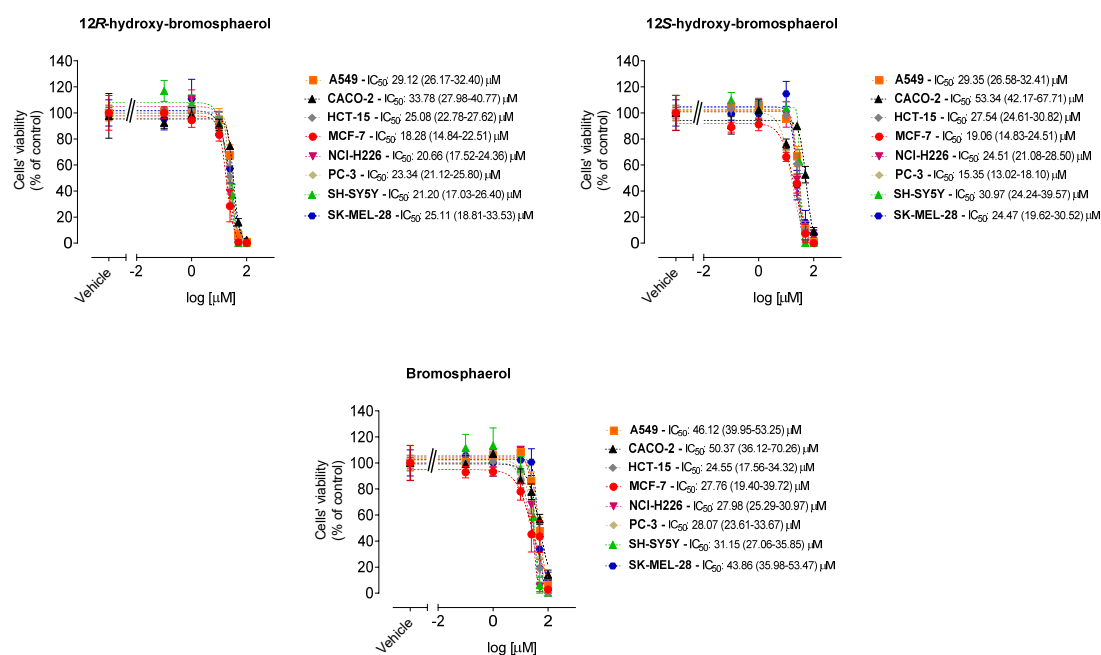 12R-hydroxy-bromosphaerol
Cells' viability
(% of control)
140
120
100
80
60
40
20
0
Vehicle
-2
0
2
log [μM]
A549 - IC50: 29.12 (26.17-32.40) μM
CACO-2 - IC50: 33.78 (27.98-40.77) μM
HCT-15 - IC50: 25.08 (22.78-27.62) μM
MCF-7 - IC50: 18.28 (14.84-22.51) μM
NCI-H226 - IC50: 20.66 (17.52-24.36) μM
PC-3 - IC50: 23.34 (21.12-25.80) μM
SH-SY5Y - IC50: 21.20 (17.03-26.40) μM
SK-MEL-28 - IC50: 25.11 (18.81-33.53) μM
12S-hydroxy-bromosphaerol
Cells' viability
(% of control)
140
120
100
80
60
40
20
0
Vehicle
-2
0
2
log [μM]
A549 - IC50: 29.35 (26.58-32.41) μM
CACO-2 - IC50: 53.34 (42.17-67.71) μM
HCT-15 - IC50: 27.54 (24.61-30.82) μM
MCF-7 - IC50: 19.06 (14.83-24.51) μM
NCI-H226 - IC50: 24.51 (21.08-28.50) μM
PC-3 - IC50: 15.35 (13.02-18.10) μM
SH-SY5Y - IC50: 30.97 (24.24-39.57) μM
SK-MEL-28 - IC50: 24.47 (19.62-30.52) μM
Bromosphaerol
Cells' viability
(% of control)
140
120
100
80
60
40
20
0
Vehicle
-2
0
2
log [μM]
A549 - IC50: 46.12 (39.95-53.25) μM
CACO-2 - IC50: 50.37 (36.12-70.26) μM
HCT-15 - IC50: 24.55 (17.56-34.32) μM
MCF-7 - IC50: 27.76 (19.40-39.72) μM
NCI-H226 - IC50: 27.98 (25.29-30.97) μM
PC-3 - IC50: 28.07 (23.61-33.67) μM
SH-SY5Y - IC50: 31.15 (27.06-35.85) μM
SK-MEL-28 - IC50: 43.86 (35.98-53.47) μM